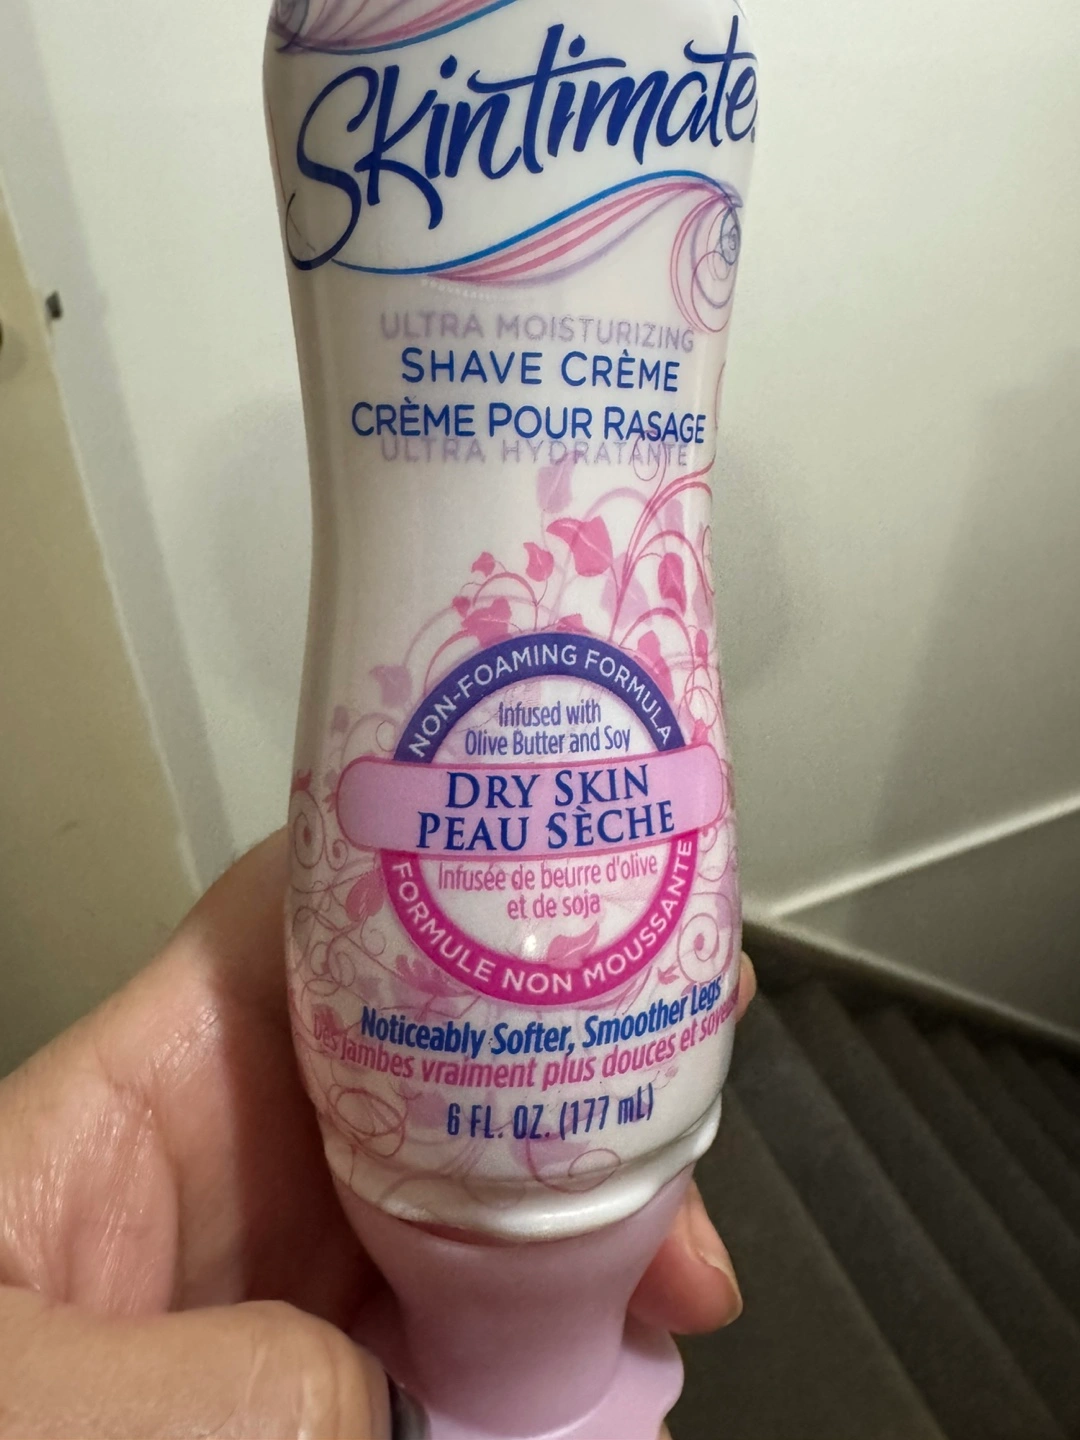 Skintimate
ULTRA MOISTURIZING
SHAVE CRÈME
CRÈME POUR RASAGE
ULTRA HYDRATANTE
NON-FOAMING FORMULA
Infused with
Olive Butter and Soy
DRY SKIN
PEAU SÈCHE
Infusée de beurre d'olive
et de soja
FORMULE NON MOUSSANTE
Noticeably Softer, Smoother Legs
Des jambes vraiment plus douces et
6 FL. OZ. (177 mL)